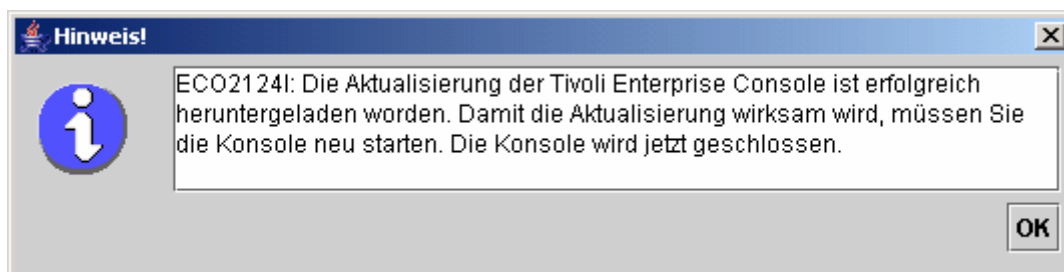 Hinweis!
ECO2124I: Die Aktualisierung der Tivoli Enterprise Console ist erfolgreich
heruntergeladen worden. Damit die Aktualisierung wirksam wird, müssen Sie
die Konsole neu starten. Die Konsole wird jetzt geschlossen.
OK